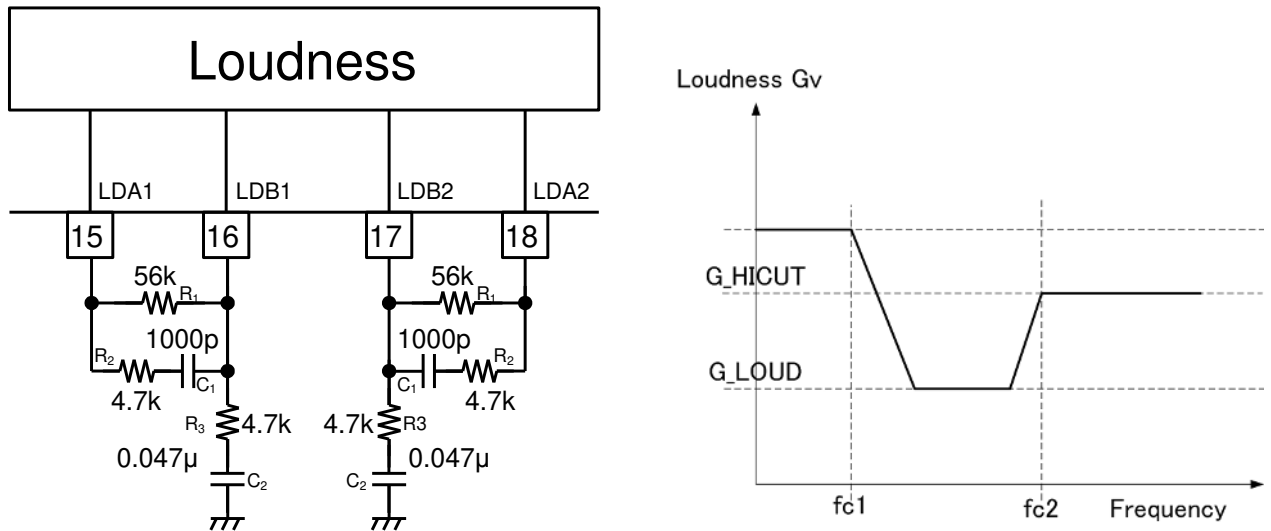 Loudness
LDA1 LDB1 LDB2 LDA2
15 16 17 18
56k 56k
R₁ R₁
1000p 1000p
R₂ C₁ C₁ R₂
4.7k 4.7k
R₃ 4.7k 4.7k R3
0.047μ 0.047μ
C₂ C₂
Loudness Gv
G_HICUT
G_LOUD
fc1 fc2 Frequency